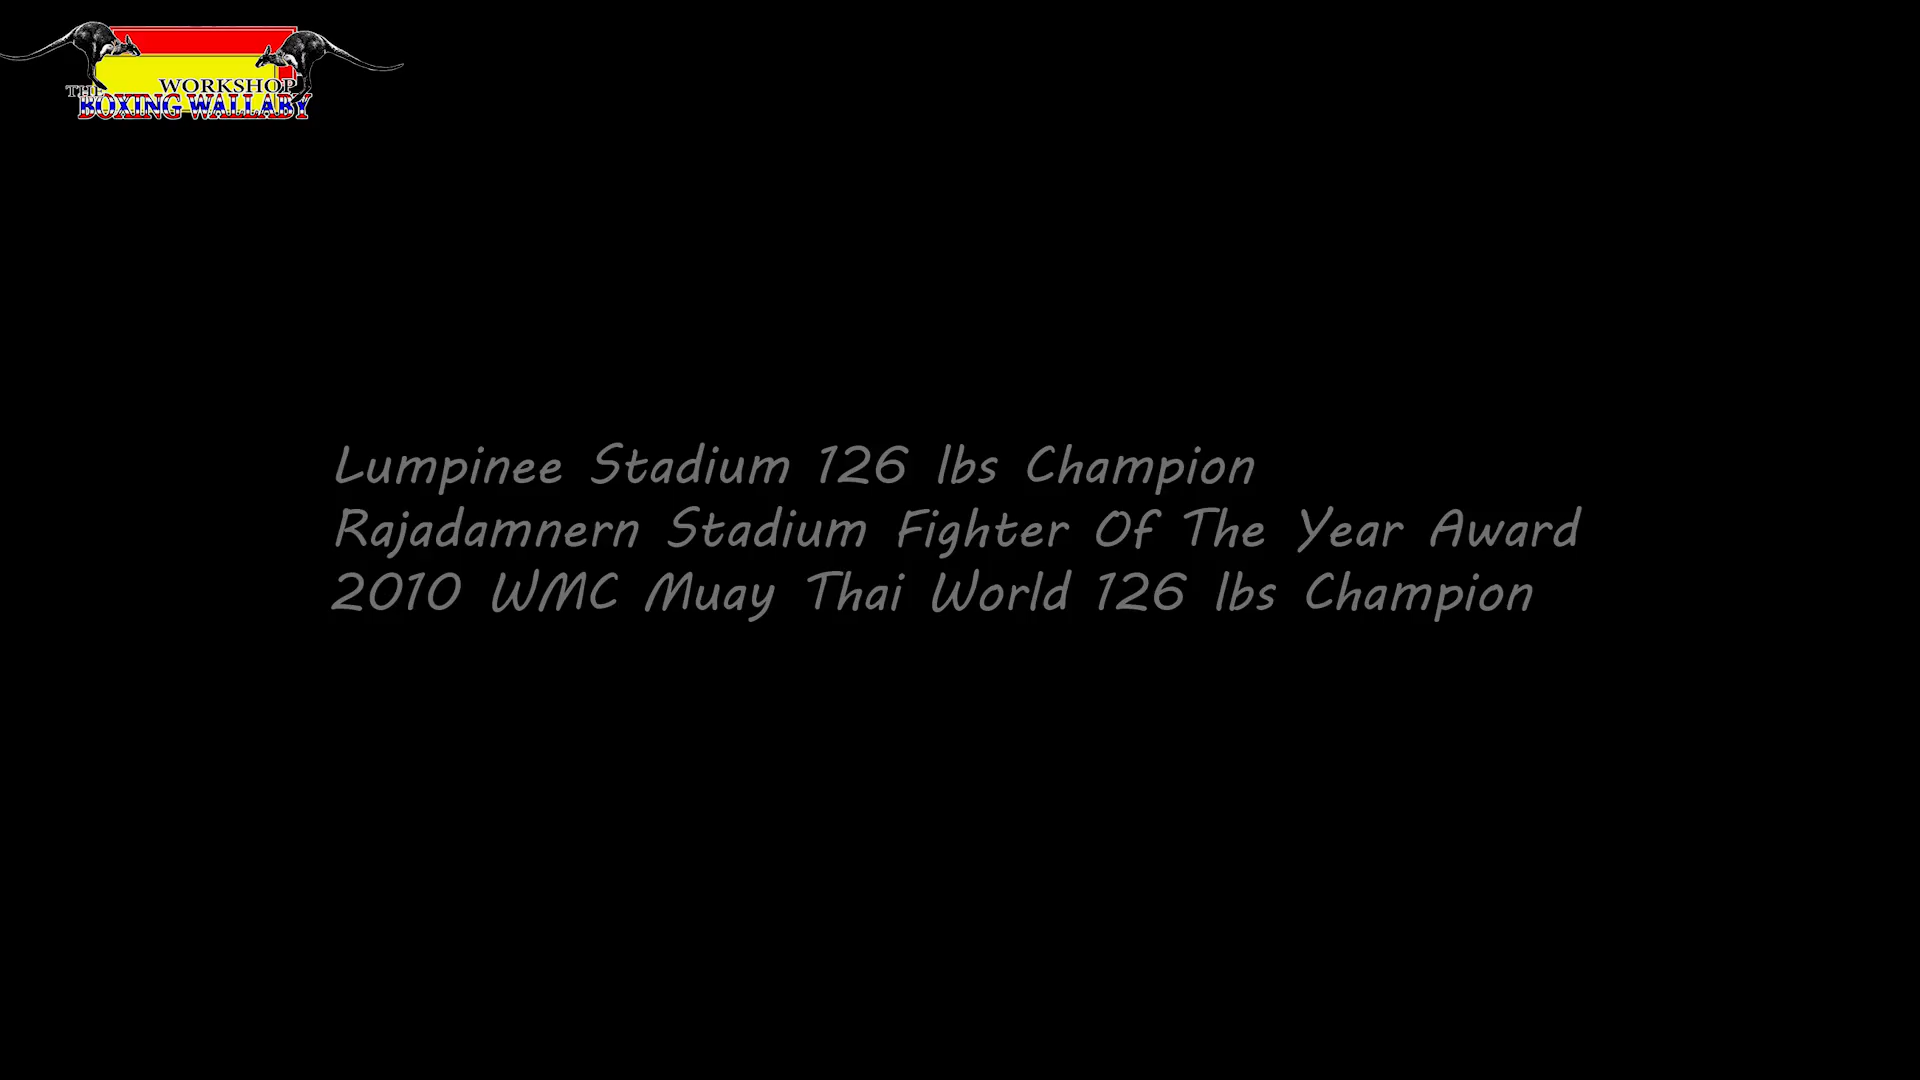 THE WORKSHOP
BOXING WALLABY
Lumpinee Stadium 126 lbs Champion
Rajadamnern Stadium Fighter Of The Year Award
2010 WMC Muay Thai World 126 lbs Champion